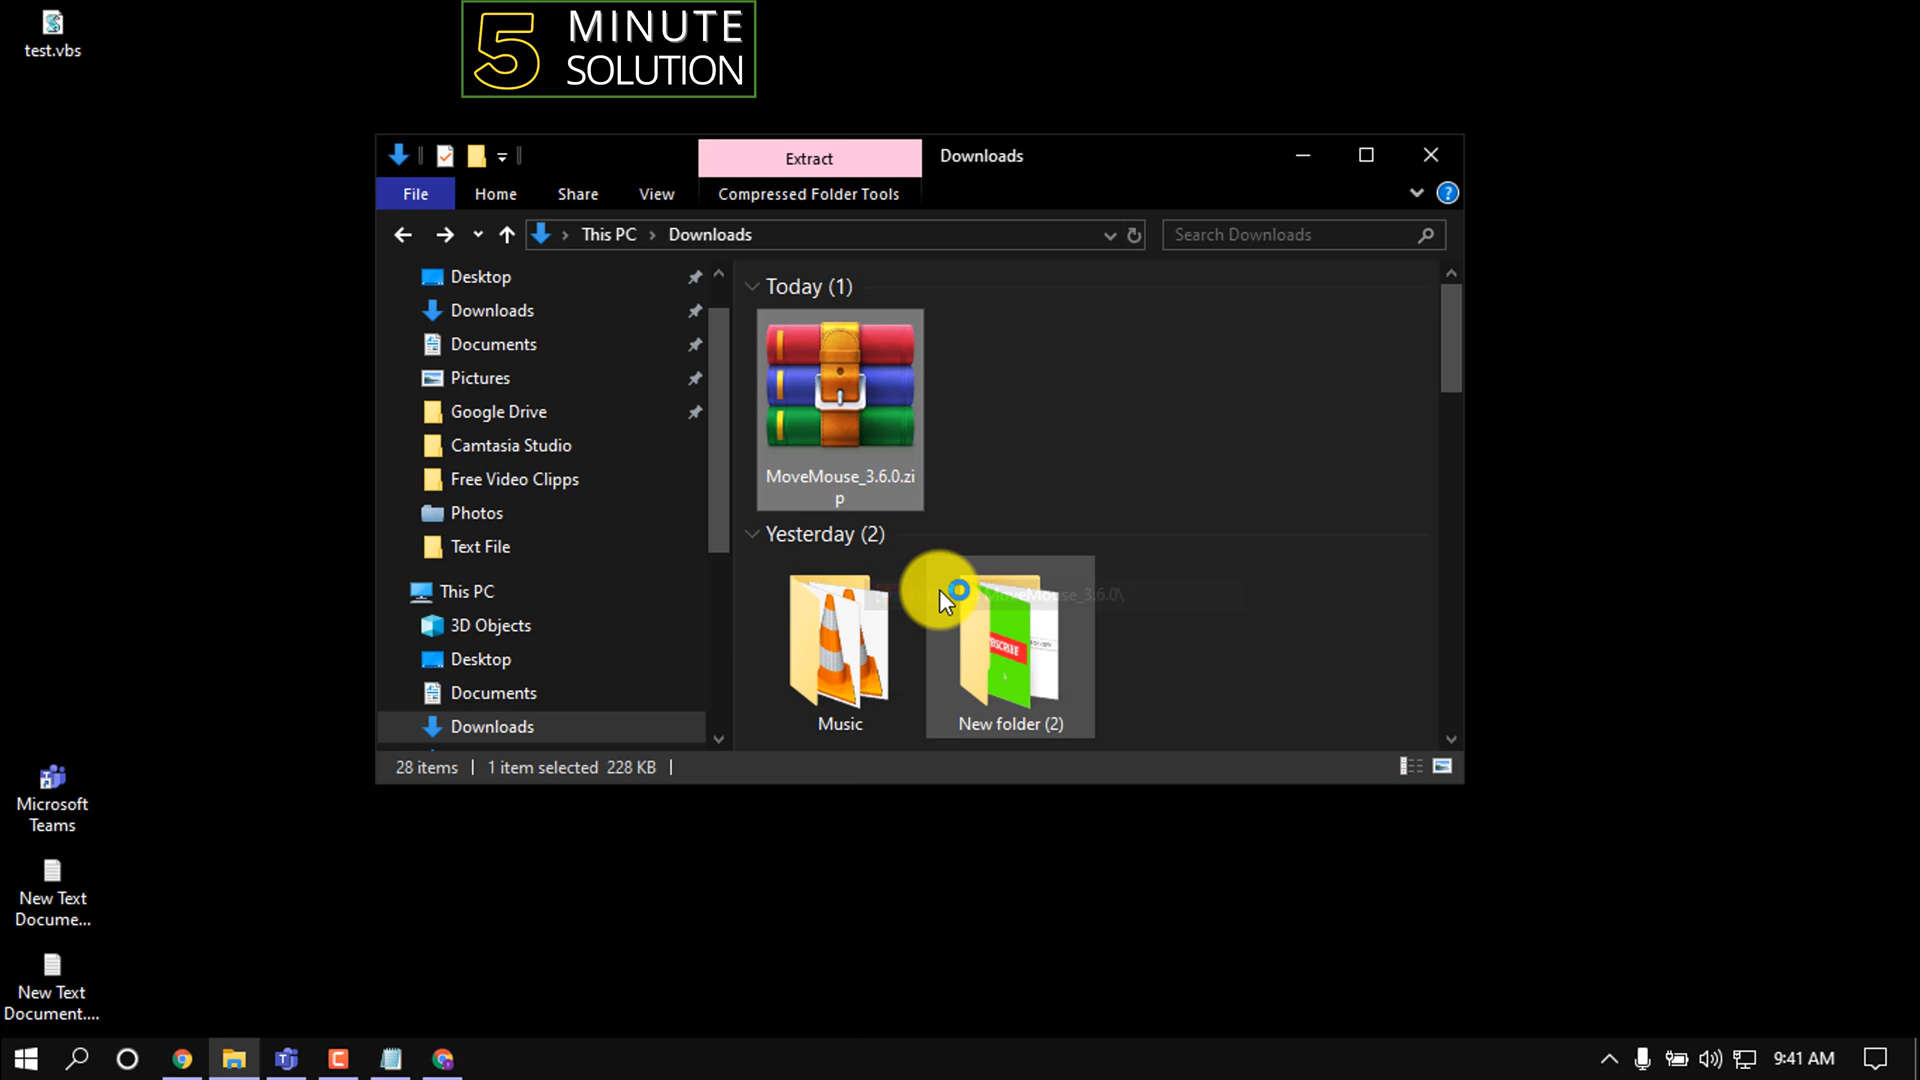 test.vbs
5 MINUTE
SOLUTION
Extract
Downloads
File
Home
Share
View
Compressed Folder Tools
This PC
Downloads
Search Downloads
Desktop
Downloads
Documents
Pictures
Google Drive
Camtasia Studio
Free Video Clipps
Photos
Text File
This PC
3D Objects
Desktop
Documents
Downloads
Today (1)
MoveMouse_3.6.0.zi
p
Yesterday (2)
MoveMouse_3.6.0\
Music
New folder (2)
28 items
1 item selected 228 KB
Microsoft
Teams
New Text
Docume...
New Text
Document....
9:41 AM